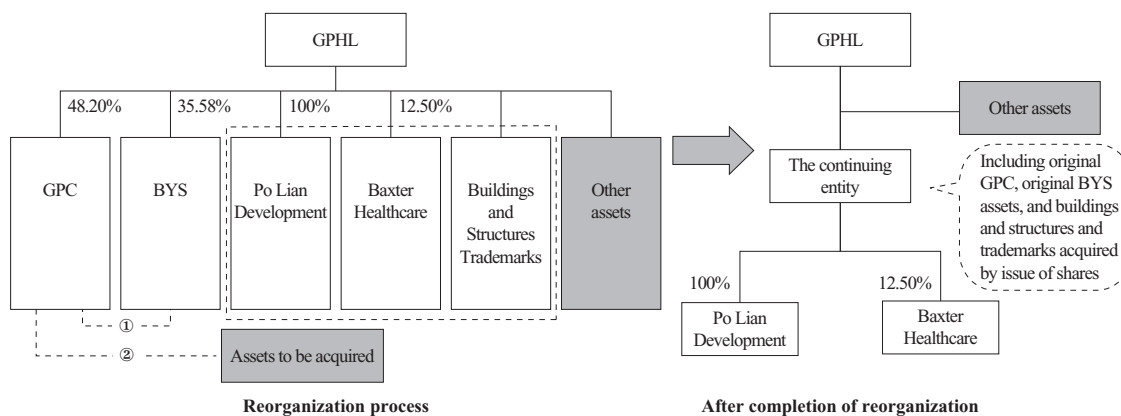 GPHL
48.20%
35.58%
100%
12.50%
GPC
BYS
Po Lian
Development
Baxter
Healthcare
Buildings
and
Structures
Trademarks
Other
assets
①
②
Assets to be acquired
Reorganization process
GPHL
Other assets
The continuing
entity
Including original
GPC, original BYS
assets, and buildings
and structures and
trademarks acquired
by issue of shares
100%
12.50%
Po Lian
Development
Baxter
Healthcare
After completion of reorganization